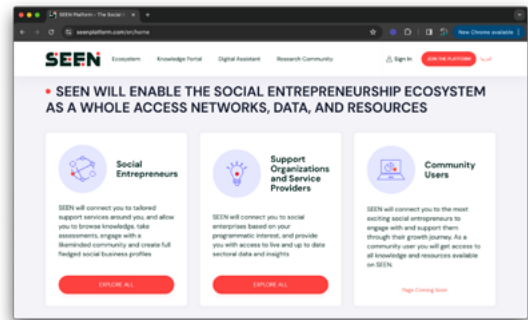 SEEN Platform - The Social
New Chrome available
seenplatform.com/en/home
SEEN
Ecosystem
Knowledge Portal
Digital Assistant
Research Community
Sign In
JOIN THE PLATFORM
SEEN WILL ENABLE THE SOCIAL ENTREPRENEURSHIP ECOSYSTEM
AS A WHOLE ACCESS NETWORKS, DATA, AND RESOURCES
Social
Entrepreneurs
SEEN will connect you to tailored
support services around you, and allow
you to browse knowledge, take
assessments, engage with a
likeminded community and create full
fledged social business profiles
EXPLORE ALL
Support
Organizations
and Service
Providers
SEEN will connect you to social
enterprises based on your
programmatic interest, and provide
you with access to live and up to date
sectoral data and insights
EXPLORE ALL
Community
Users
SEEN will connect you to the most
exciting social entrepreneurs to
engage with and support them
through their growth journey. As a
community user you will get access to
all knowledge and resources available
on SEEN.
Page Coming Soon